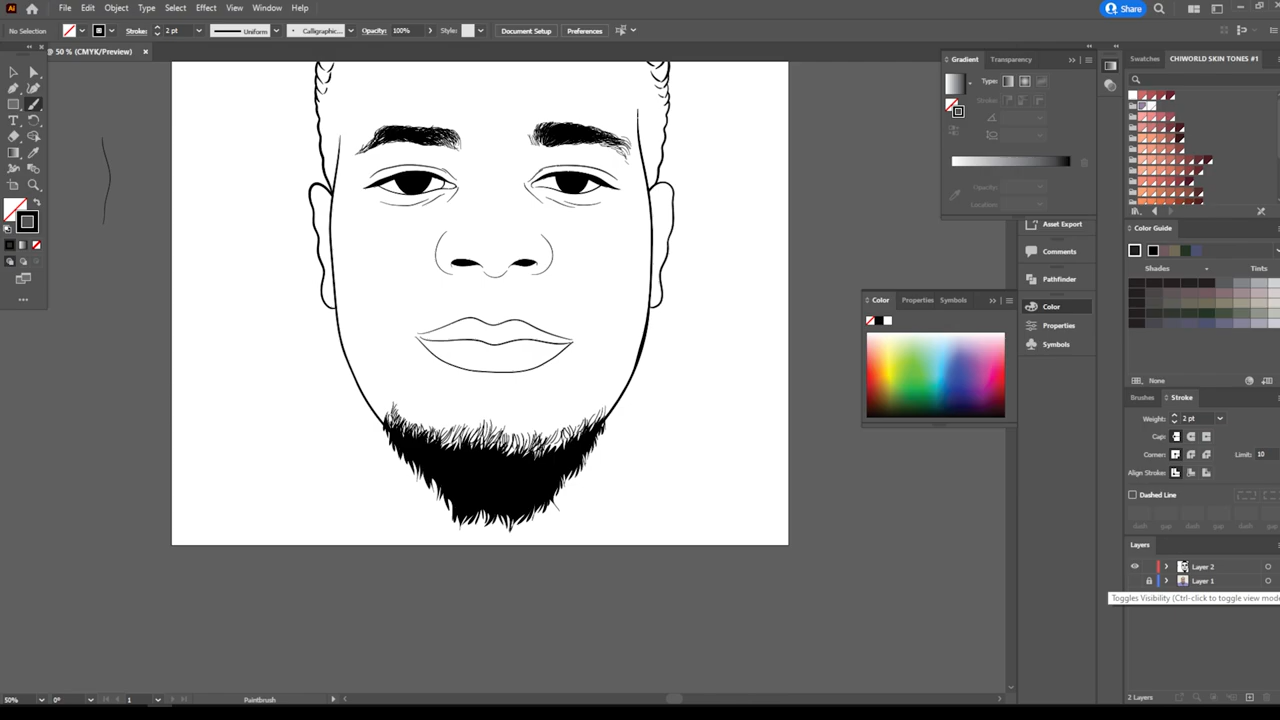 Ai File Edit Object Type Select Effect View Window Help Share
No Selection Stroke: 2 pt Uniform Calligraphic... Opacity: 100% Style: Document Setup Preferences
@ 50 % (CMYK/Preview) ×
Gradient Transparency
Type:
Stroke:
Opacity:
Location:
Swatches CHIWORLD SKIN TONES #1
Asset Export
Comments
Pathfinder
Color
Properties
Symbols
Color Guide
Shades Tints
None
Color Properties Symbols
Brushes Stroke
Weight: 2 pt
Cap:
Corner: Limit: 10
Align Stroke:
Dashed Line
dash gap dash gap dash gap
Layers
Layer 2
Layer 1
Toggles Visibility (Ctrl-click to toggle view mode
2 Layers
50% 0° 1 Paintbrush